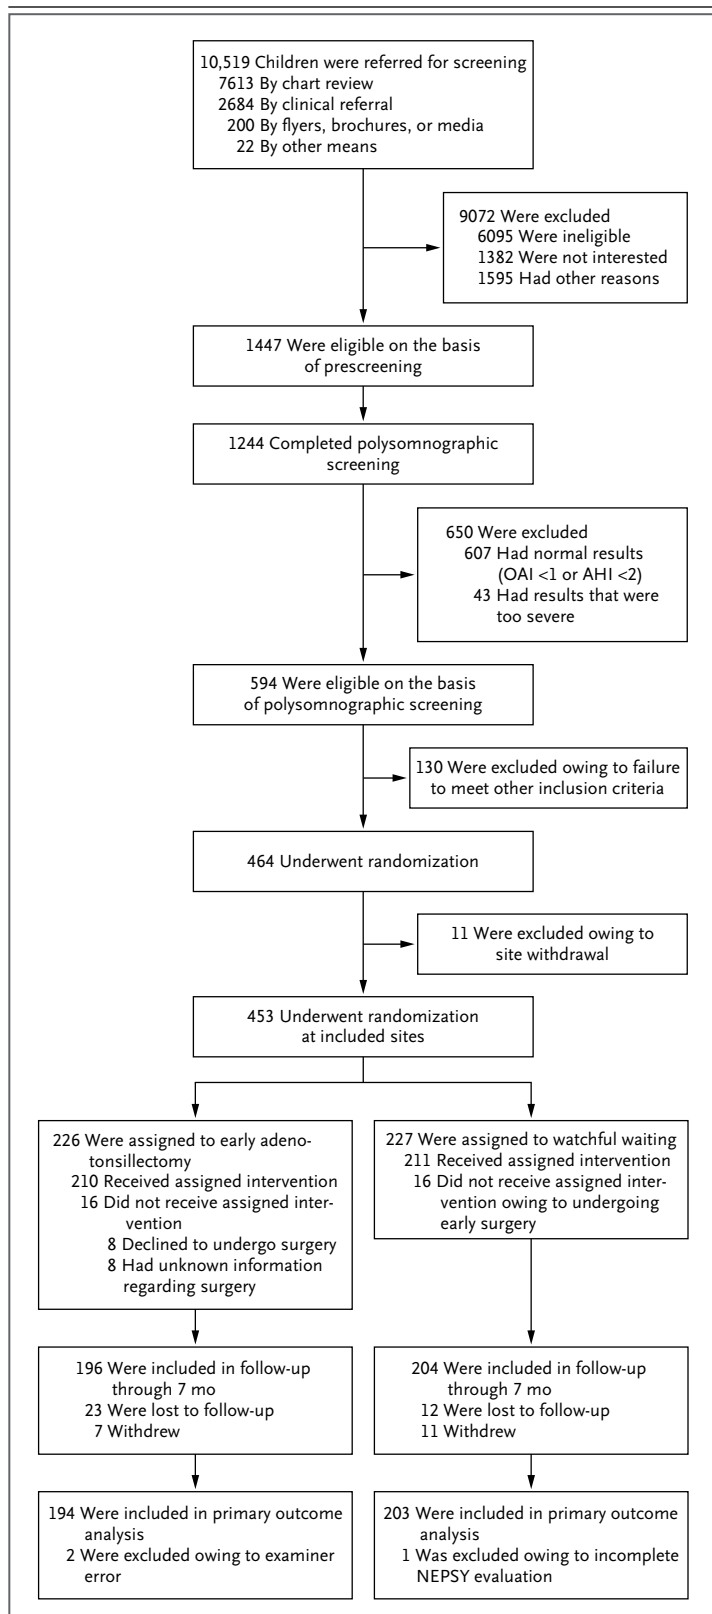 10,519 Children were referred for screening
7613 By chart review
2684 By clinical referral
200 By flyers, brochures, or media
22 By other means
9072 Were excluded
6095 Were ineligible
1382 Were not interested
1595 Had other reasons
1447 Were eligible on the basis
of prescreening
1244 Completed polysomnographic
screening
650 Were excluded
607 Had normal results
(OAI <1 or AHI <2)
43 Had results that were
too severe
594 Were eligible on the basis
of polysomnographic screening
130 Were excluded owing to failure
to meet other inclusion criteria
464 Underwent randomization
11 Were excluded owing to
site withdrawal
453 Underwent randomization
at included sites
226 Were assigned to early adeno-
tonsillectomy
210 Received assigned intervention
16 Did not receive assigned inter-
vention
8 Declined to undergo surgery
8 Had unknown information
regarding surgery
227 Were assigned to watchful waiting
211 Received assigned intervention
16 Did not receive assigned inter-
vention owing to undergoing
early surgery
196 Were included in follow-up
through 7 mo
23 Were lost to follow-up
7 Withdrew
204 Were included in follow-up
through 7 mo
12 Were lost to follow-up
11 Withdrew
194 Were included in primary outcome
analysis
2 Were excluded owing to examiner
error
203 Were included in primary outcome
analysis
1 Was excluded owing to incomplete
NEPSY evaluation